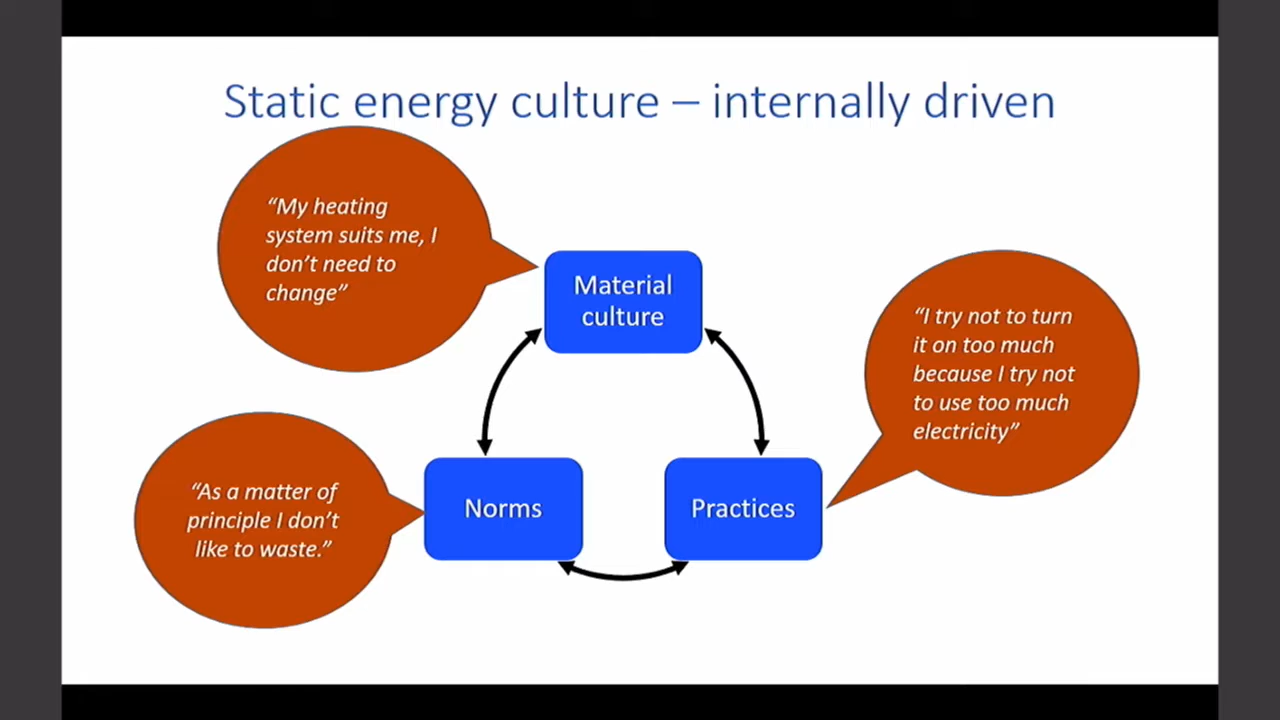 Static energy culture – internally driven
“My heating
system suits me, I
don’t need to
change”
Material
culture
“I try not to turn
it on too much
because I try not
to use too much
electricity”
“As a matter of
principle I don’t
like to waste.”
Norms
Practices